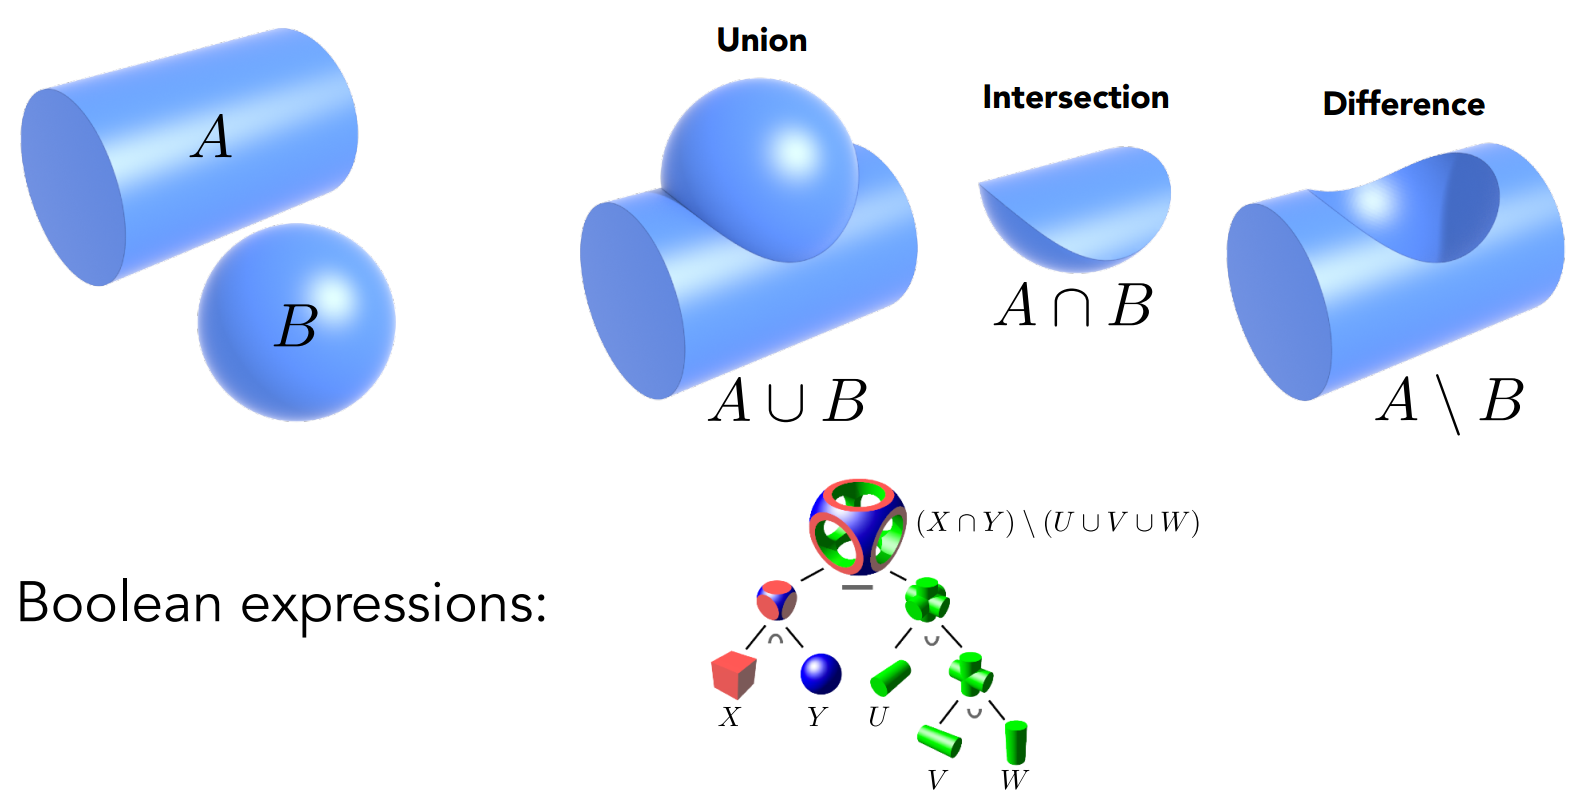 A
B
Union
A ∪ B
Intersection
A ∩ B
Difference
A \ B
Boolean expressions:
(X ∩ Y) \ (U ∪ V ∪ W)
−
∩
∪
X
Y
U
∪
V
W